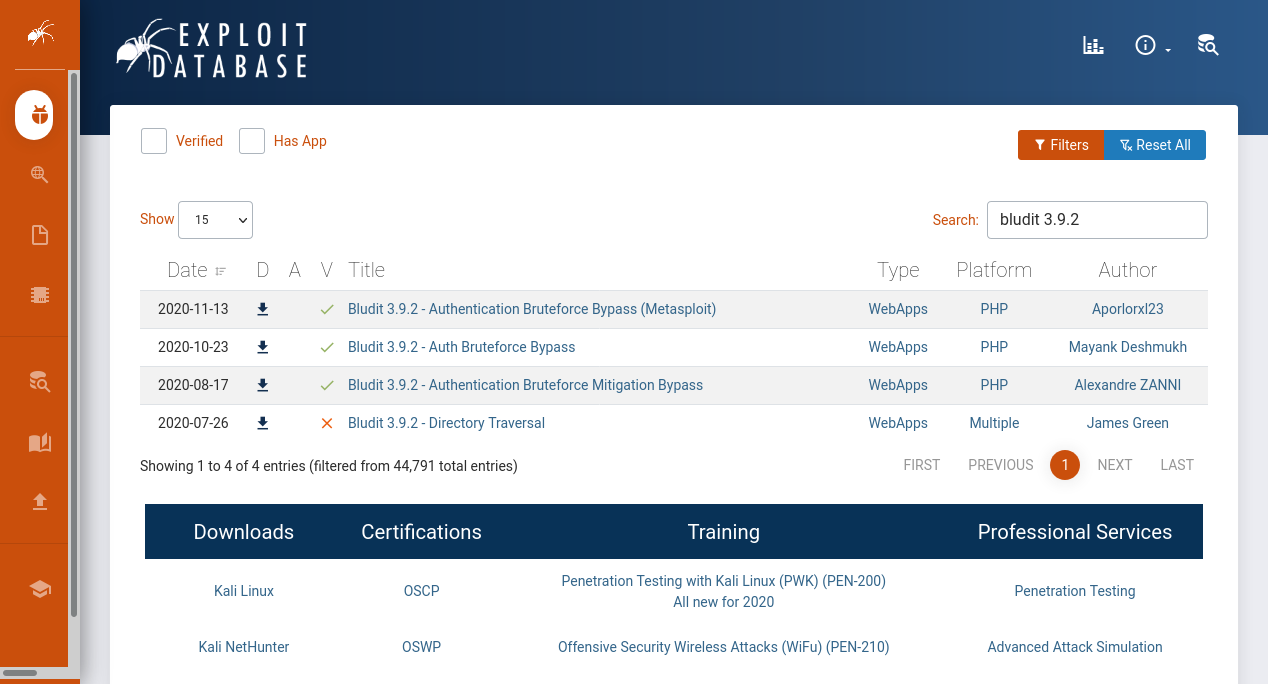 EXPLOIT
DATABASE
Verified Has App
Filters Reset All
Show 15 Search: bludit 3.9.2
Date D A V Title Type Platform Author
2020-11-13 Bludit 3.9.2 - Authentication Bruteforce Bypass (Metasploit) WebApps PHP Aporlorxl23
2020-10-23 Bludit 3.9.2 - Auth Bruteforce Bypass WebApps PHP Mayank Deshmukh
2020-08-17 Bludit 3.9.2 - Authentication Bruteforce Mitigation Bypass WebApps PHP Alexandre ZANNI
2020-07-26 Bludit 3.9.2 - Directory Traversal WebApps Multiple James Green
Showing 1 to 4 of 4 entries (filtered from 44,791 total entries) FIRST PREVIOUS 1 NEXT LAST
Downloads Certifications Training Professional Services
Kali Linux OSCP Penetration Testing with Kali Linux (PWK) (PEN-200) Penetration Testing
All new for 2020
Kali NetHunter OSWP Offensive Security Wireless Attacks (WiFu) (PEN-210) Advanced Attack Simulation